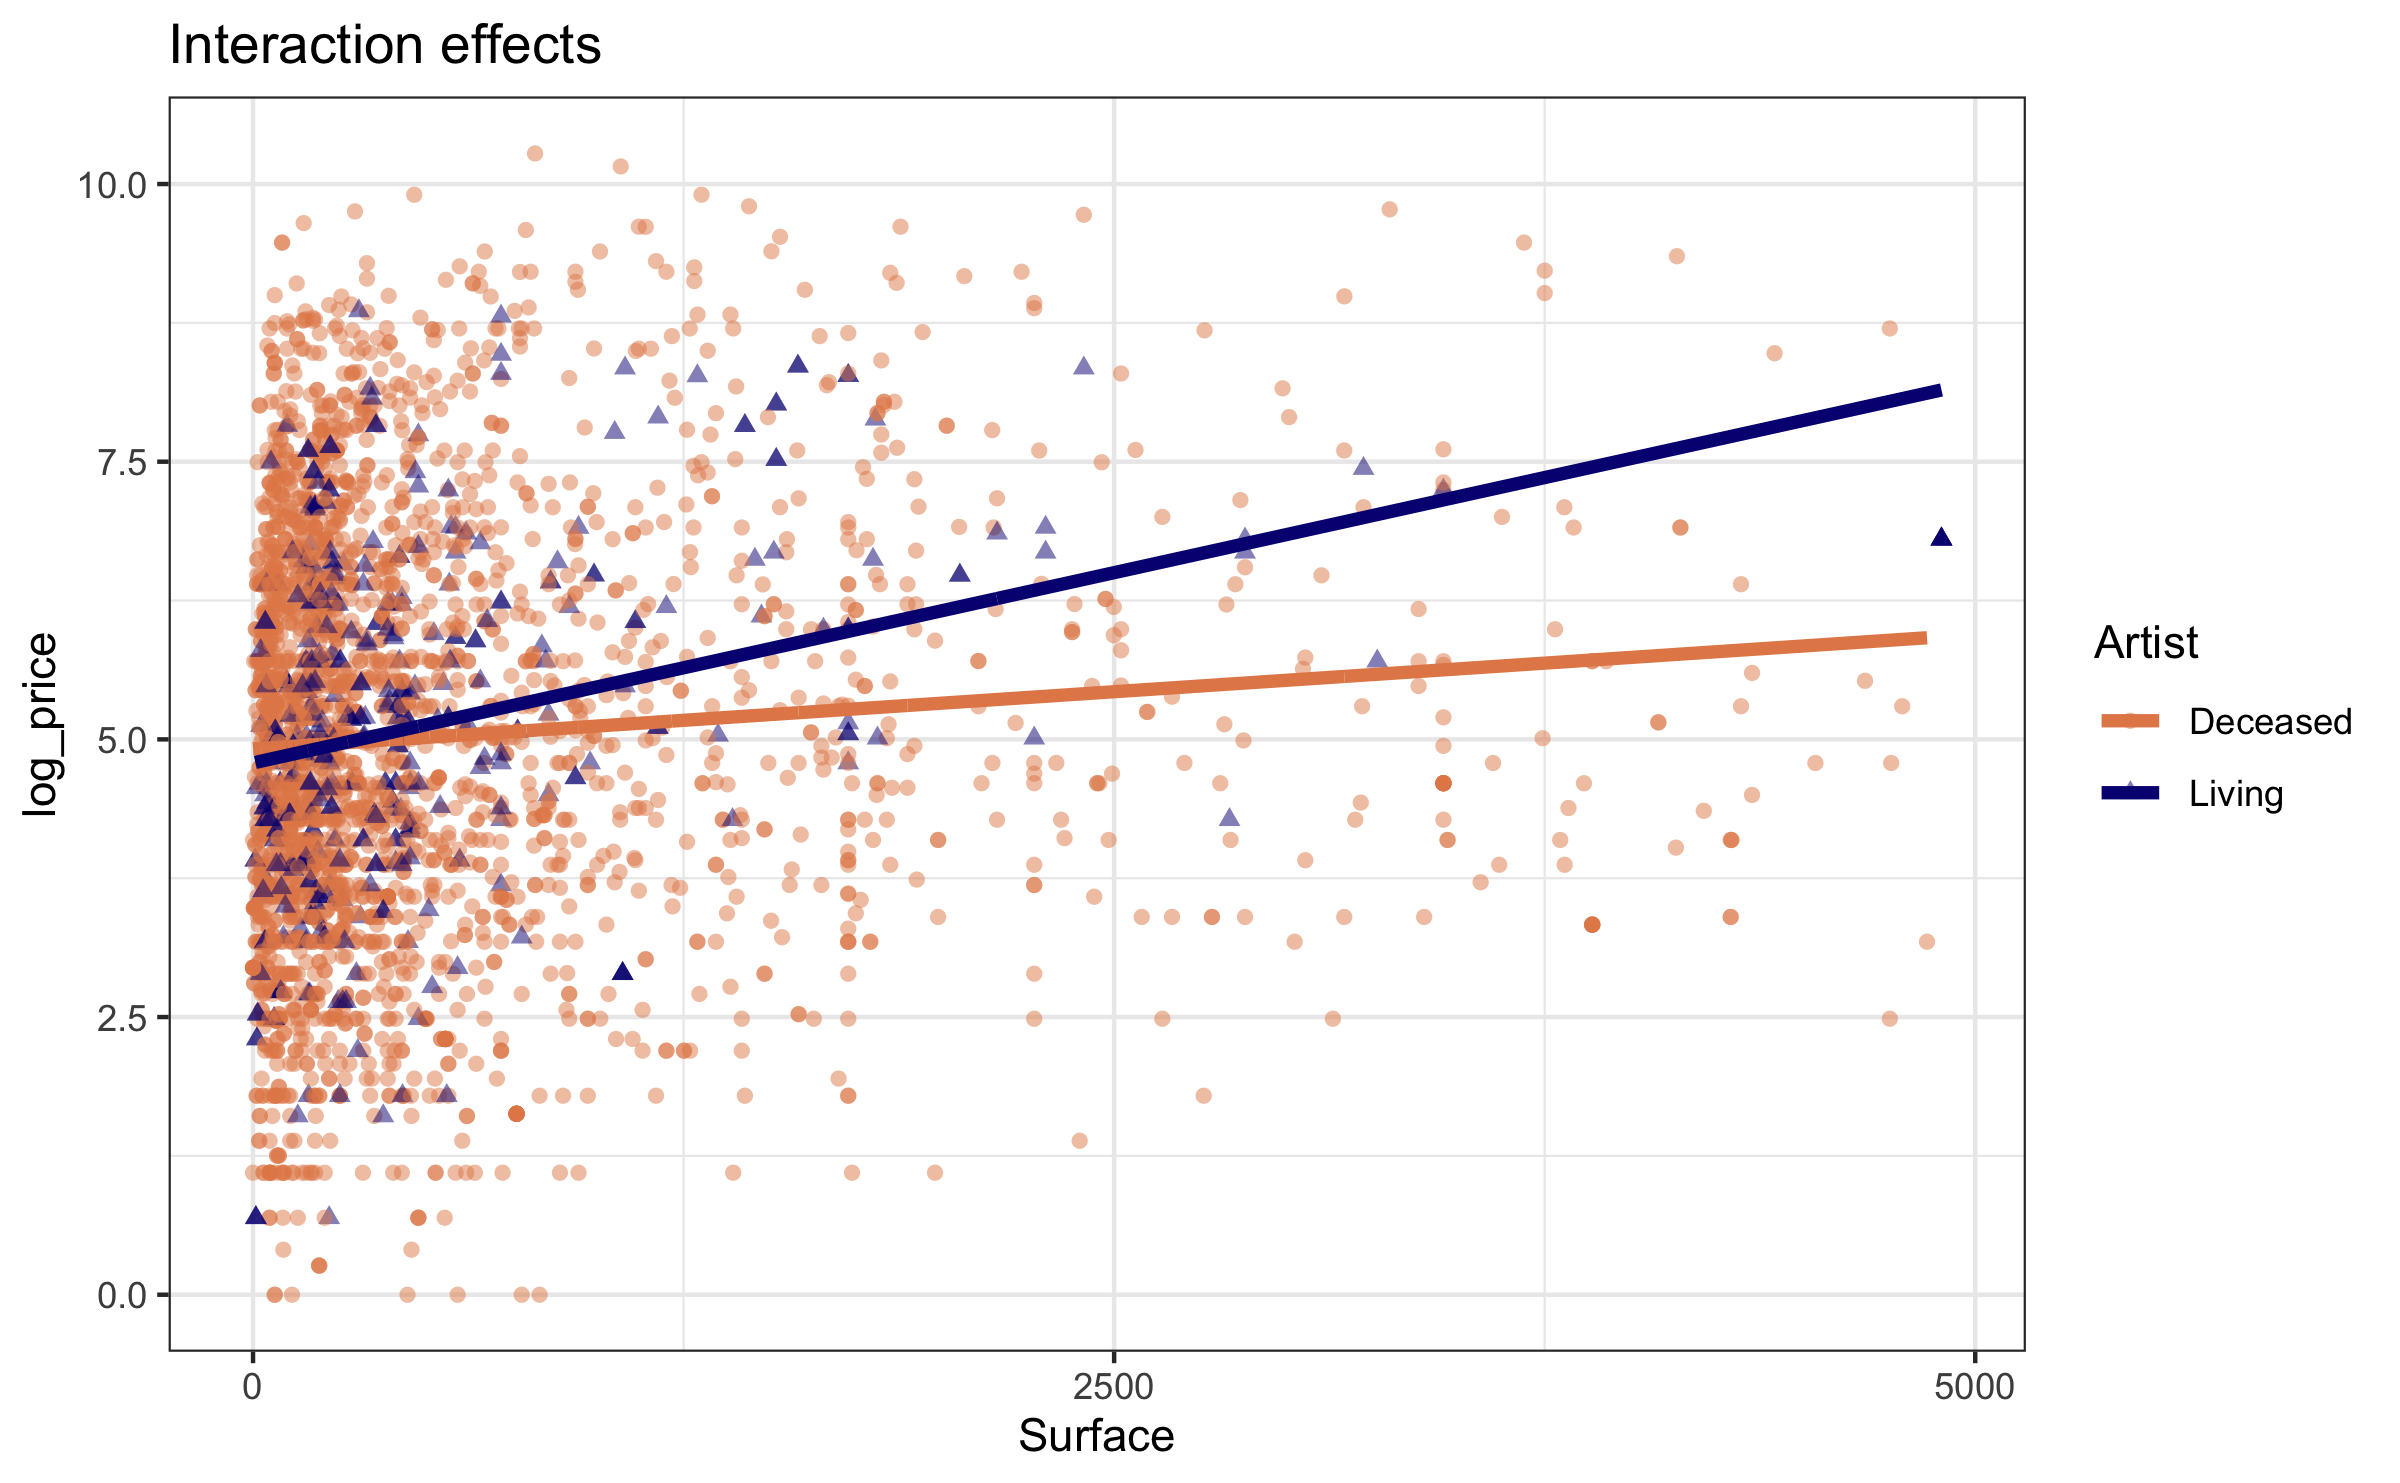 Interaction effects
10.0
7.5
5.0
2.5
0.0
log_price
0
2500
5000
Surface
Artist
Deceased
Living